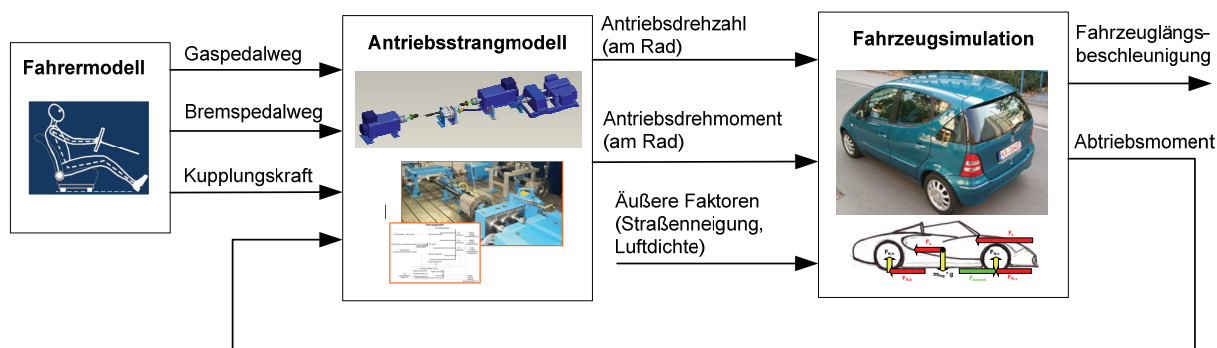 Fahrermodell
Gaspedalweg
Bremspedalweg
Kupplungskraft
Antriebsstrangmodell
Antriebsdrehzahl
(am Rad)
Antriebsdrehmoment
(am Rad)
Äußere Faktoren
(Straßenneigung,
Luftdichte)
Fahrzeugsimulation
Fahrzeuglängs-
beschleunigung
Abtriebsmoment